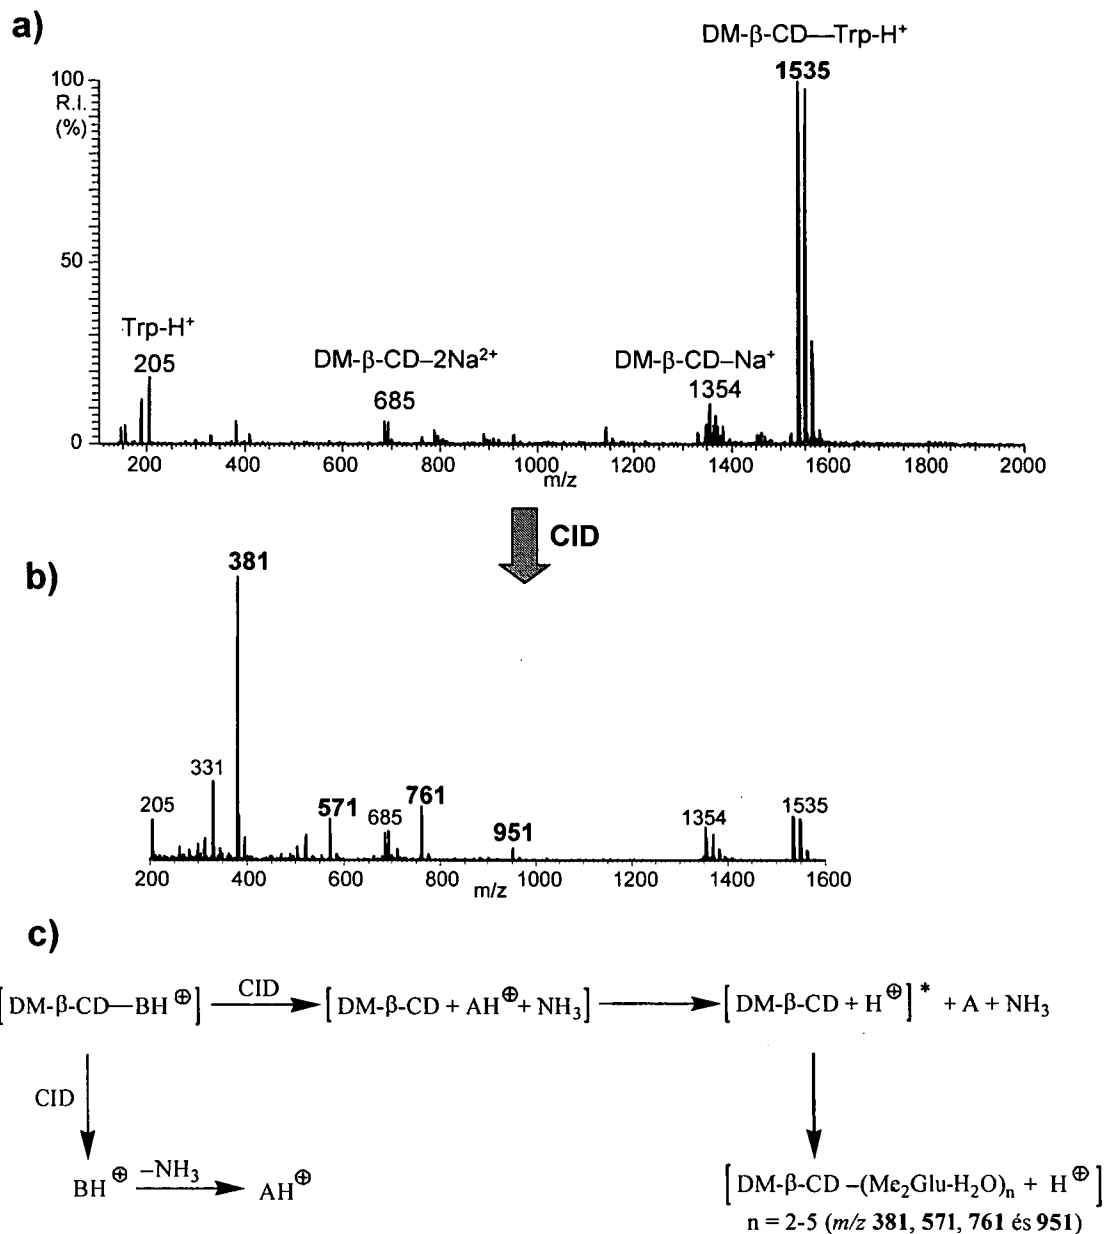 a)
DM-β-CD—Trp-H⁺
1535
100
R.I.
(%)
50
0
Trp-H⁺
205
DM-β-CD–2Na²⁺
685
DM-β-CD–Na⁺
1354
200 400 600 800 1000 1200 1400 1600 1800 2000
m/z
CID
b)
381
331
205
571
685
761
951
1354
1535
200 400 600 800 1000 1200 1400 1600
m/z
c)
[DM-β-CD—BH⊕] CID [DM-β-CD + AH⊕ + NH₃] [DM-β-CD + H⊕]* + A + NH₃
CID
BH⊕ –NH₃ AH⊕
[DM-β-CD –(Me₂Glu-H₂O)ₙ + H⊕]
n = 2-5 (m/z 381, 571, 761 és 951)